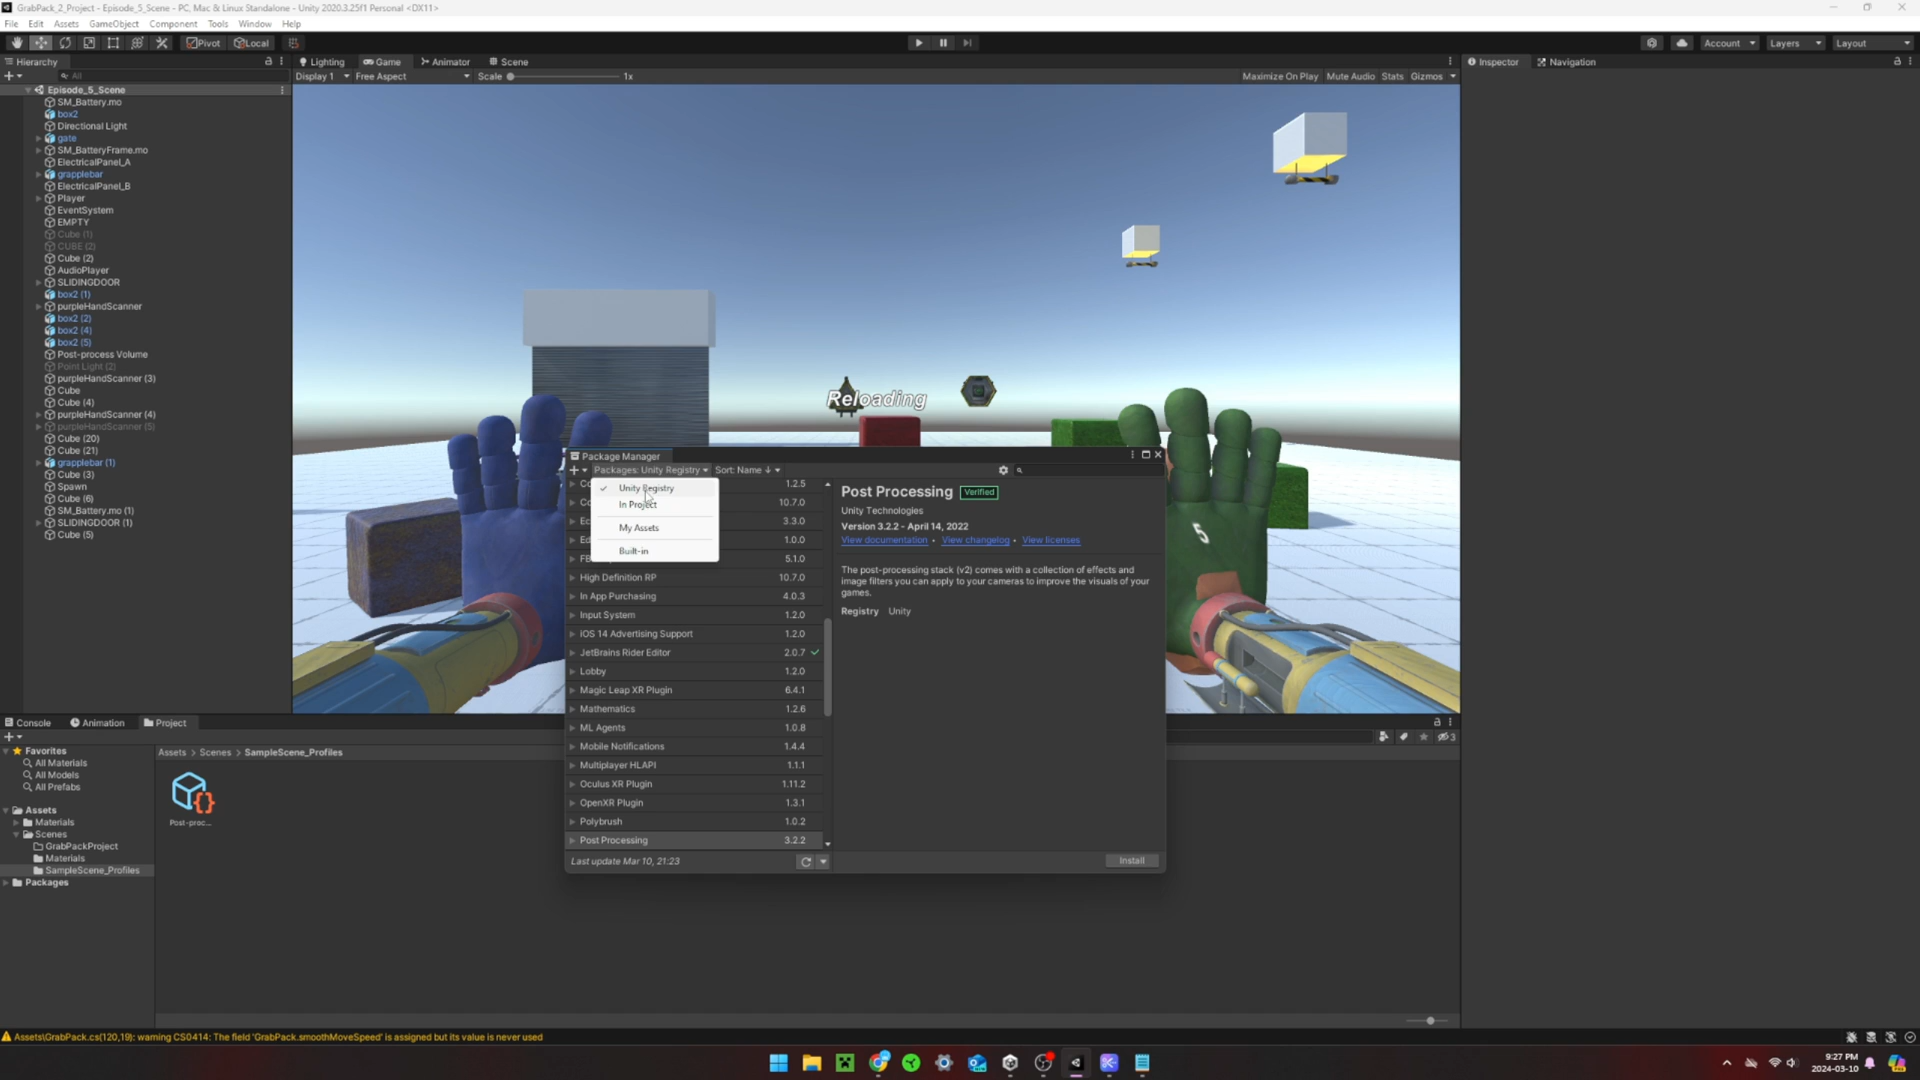 GrabPack_2_Project - Episode_5_Scene - PC, Mac & Linux Standalone - Unity 2020.3.25f1 Personal <DX11>
File Edit Assets GameObject Component Tools Window Help
Pivot Local Account Layers Layout
Hierarchy
All
Episode_5_Scene
SM_Battery.mo
box2
Directional Light
gate
SM_BatteryFrame.mo
ElectricalPanel_A
grapplebar
ElectricalPanel_B
Player
EventSystem
EMPTY
Cube (1)
CUBE (2)
Cube (2)
AudioPlayer
SLIDINGDOOR
box2 (1)
purpleHandScanner
box2 (2)
box2 (4)
box2 (5)
Post-process Volume
Point Light (2)
purpleHandScanner (3)
Cube
Cube (4)
purpleHandScanner (4)
purpleHandScanner (5)
Cube (20)
Cube (21)
grapplebar (1)
Cube (3)
Spawn
Cube (6)
SM_Battery.mo (1)
SLIDINGDOOR (1)
Cube (5)
Lighting Game Animator Scene
Display 1 Free Aspect Scale 1x Maximize On Play Mute Audio Stats Gizmos
Reloading
5
Inspector Navigation
Package Manager
Packages: Unity Registry Sort: Name ↓
Unity Registry
In Project
My Assets
Built-in
1.2.5
10.7.0
Ec 3.3.0
Ed 1.0.0
FB 5.1.0
High Definition RP 10.7.0
In App Purchasing 4.0.3
Input System 1.2.0
iOS 14 Advertising Support 1.2.0
JetBrains Rider Editor 2.0.7
Lobby 1.2.0
Magic Leap XR Plugin 6.4.1
Mathematics 1.2.6
ML Agents 1.0.8
Mobile Notifications 1.4.4
Multiplayer HLAPI 1.1.1
Oculus XR Plugin 1.11.2
OpenXR Plugin 1.3.1
Polybrush 1.0.2
Post Processing 3.2.2
Last update Mar 10, 21:23
Post Processing Verified
Unity Technologies
Version 3.2.2 - April 14, 2022
View documentation • View changelog • View licenses
The post-processing stack (v2) comes with a collection of effects and
image filters you can apply to your cameras to improve the visuals of your
games.
Registry Unity
Install
Console Animation Project
Favorites
All Materials
All Models
All Prefabs
Assets
Materials
Scenes
GrabPackProject
Materials
SampleScene_Profiles
Packages
Assets > Scenes > SampleScene_Profiles
Post-proc...
3
Assets\GrabPack.cs(120,19): warning CS0414: The field 'GrabPack.smoothMoveSpeed' is assigned but its value is never used
9:27 PM
2024-03-10